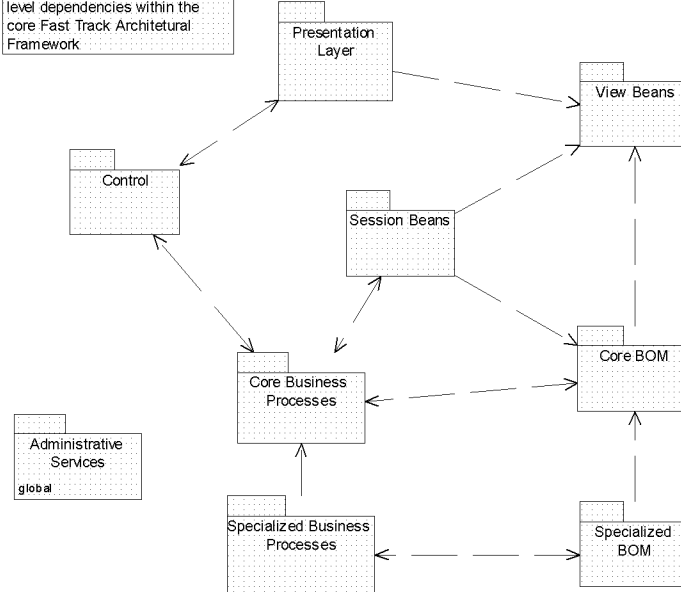 level dependencies within the
core Fast Track Architetural
Framework
Presentation
Layer
View Beans
Control
Session Beans
Core BOM
Core Business
Processes
Administrative
Services
global
Specialized Business
Processes
Specialized
BOM